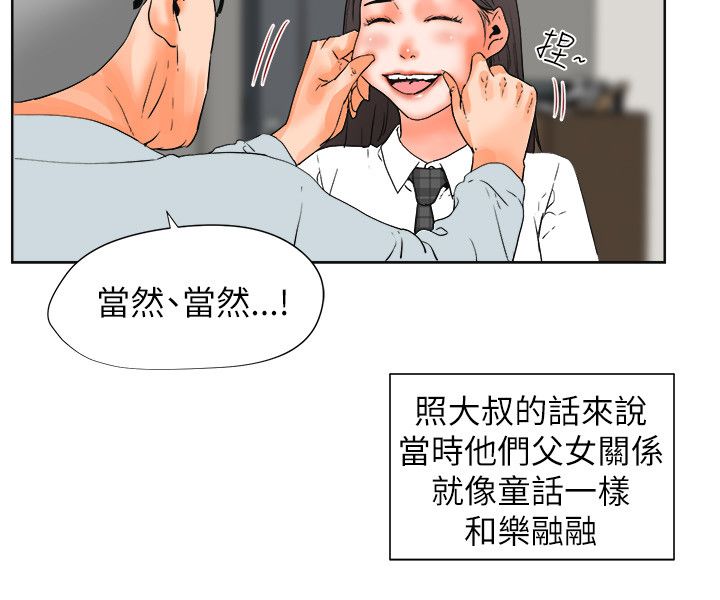 捏~
當然、當然...!
照大叔的話來說
當時他們父女關係
就像童話一樣
和樂融融